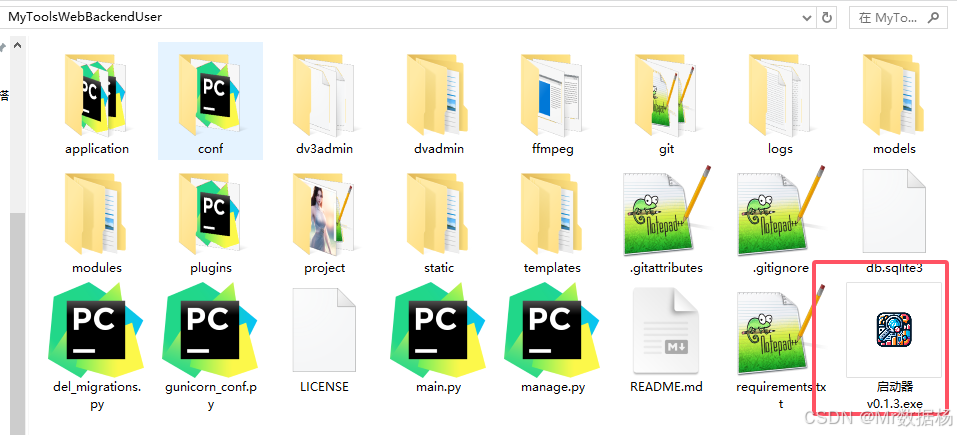 MyToolsWebBackendUser
在 MyTo...
塔
application
conf
dv3admin
dvadmin
ffmpeg
git
logs
models
modules
plugins
project
static
templates
.gitattributes
.gitignore
db.sqlite3
del_migrations.
py
gunicorn_conf.p
y
LICENSE
main.py
manage.py
README.md
requirements.tx
t
启动器
v0.1.3.exe
CSDN @Mr数据杨